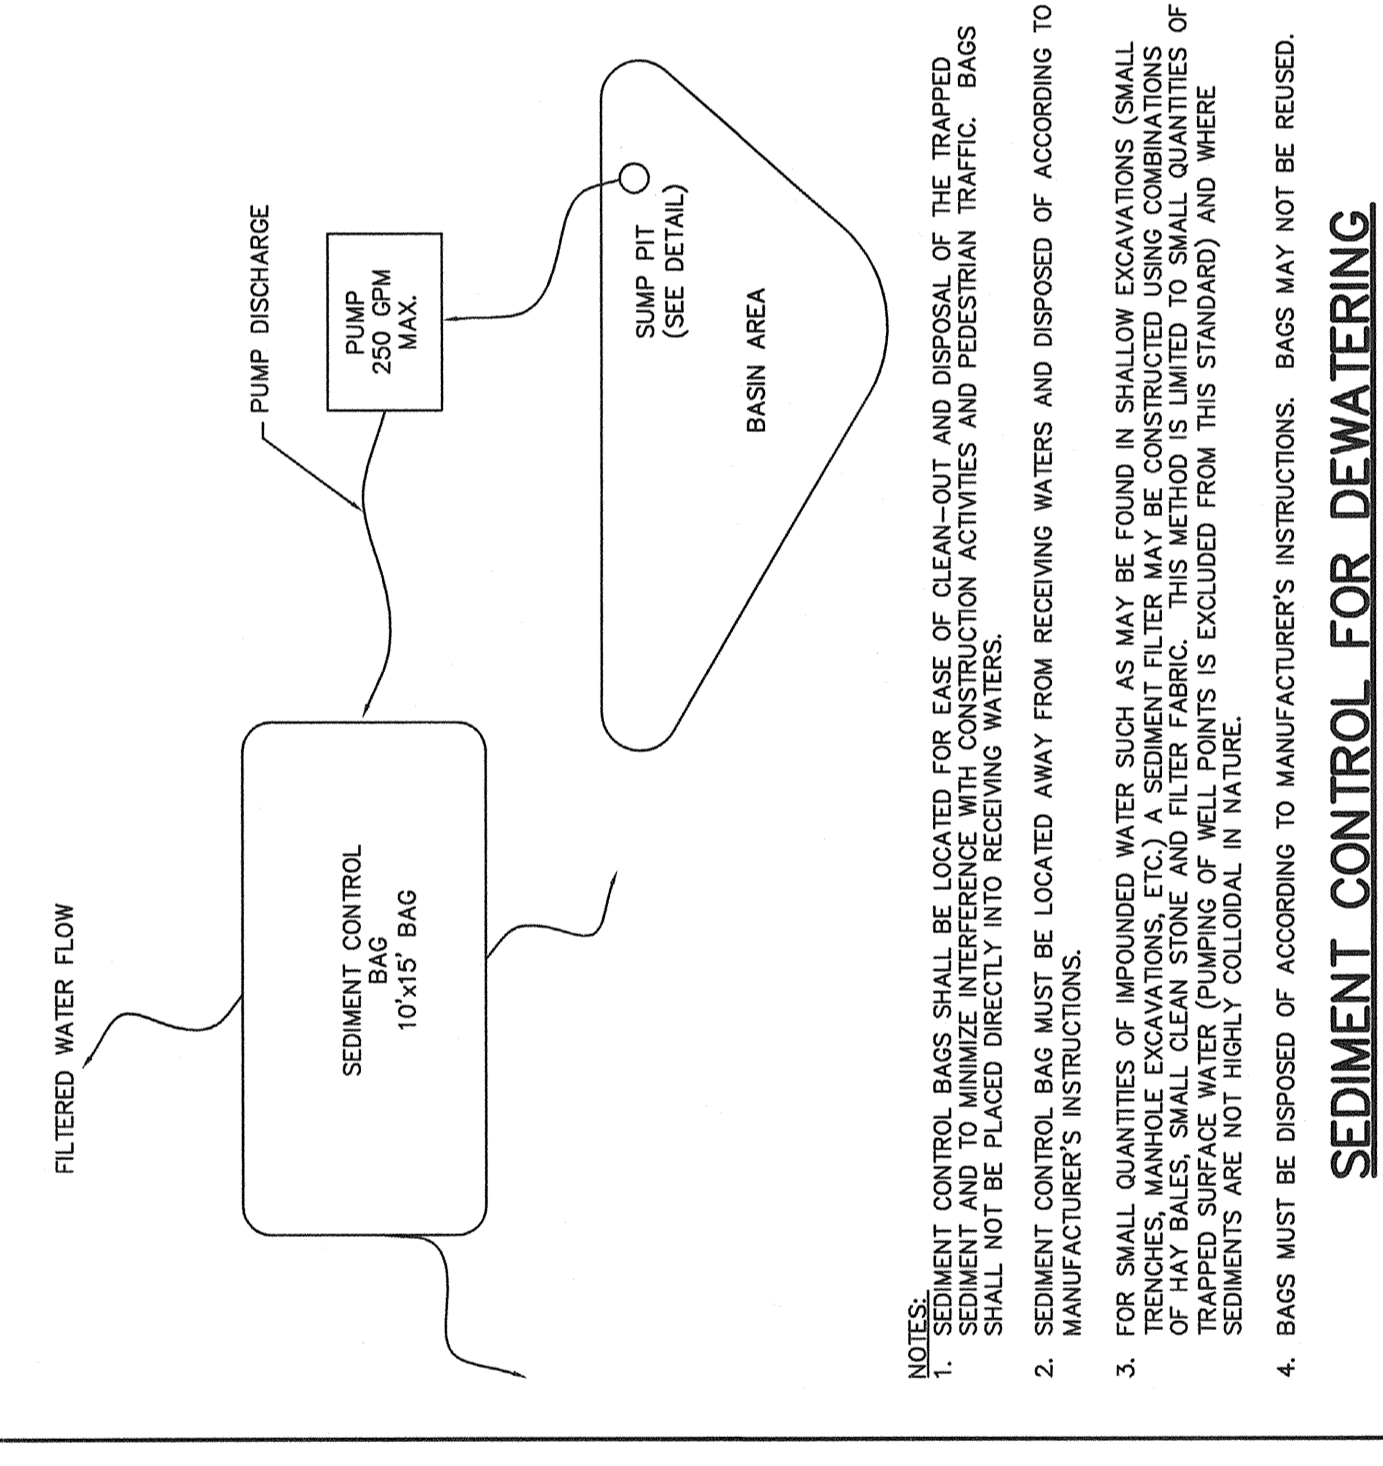 FILTERED WATER FLOW
PUMP DISCHARGE
SEDIMENT CONTROL
BAG
10'x15' BAG
PUMP
250 GPM
MAX.
SUMP PIT
(SEE DETAIL)
BASIN AREA
NOTES:
1. SEDIMENT CONTROL BAGS SHALL BE LOCATED FOR EASE OF CLEAN-OUT AND DISPOSAL OF THE TRAPPED
SEDIMENT AND TO MINIMIZE INTERFERENCE WITH CONSTRUCTION ACTIVITIES AND PEDESTRIAN TRAFFIC. BAGS
SHALL NOT BE PLACED DIRECTLY INTO RECEIVING WATERS.
2. SEDIMENT CONTROL BAG MUST BE LOCATED AWAY FROM RECEIVING WATERS AND DISPOSED OF ACCORDING TO
MANUFACTURER'S INSTRUCTIONS.
3. FOR SMALL QUANTITIES OF IMPOUNDED WATER SUCH AS MAY BE FOUND IN SHALLOW EXCAVATIONS (SMALL
TRENCHES, MANHOLE EXCAVATIONS, ETC.) A SEDIMENT FILTER MAY BE CONSTRUCTED USING COMBINATIONS
OF HAY BALES, SMALL CLEAN STONE AND FILTER FABRIC. THIS METHOD IS LIMITED TO SMALL QUANTITIES OF
TRAPPED SURFACE WATER (PUMPING OF WELL POINTS IS EXCLUDED FROM THIS STANDARD) AND WHERE
SEDIMENTS ARE NOT HIGHLY COLLOIDAL IN NATURE.
4. BAGS MUST BE DISPOSED OF ACCORDING TO MANUFACTURER'S INSTRUCTIONS. BAGS MAY NOT BE REUSED.
SEDIMENT CONTROL FOR DEWATERING